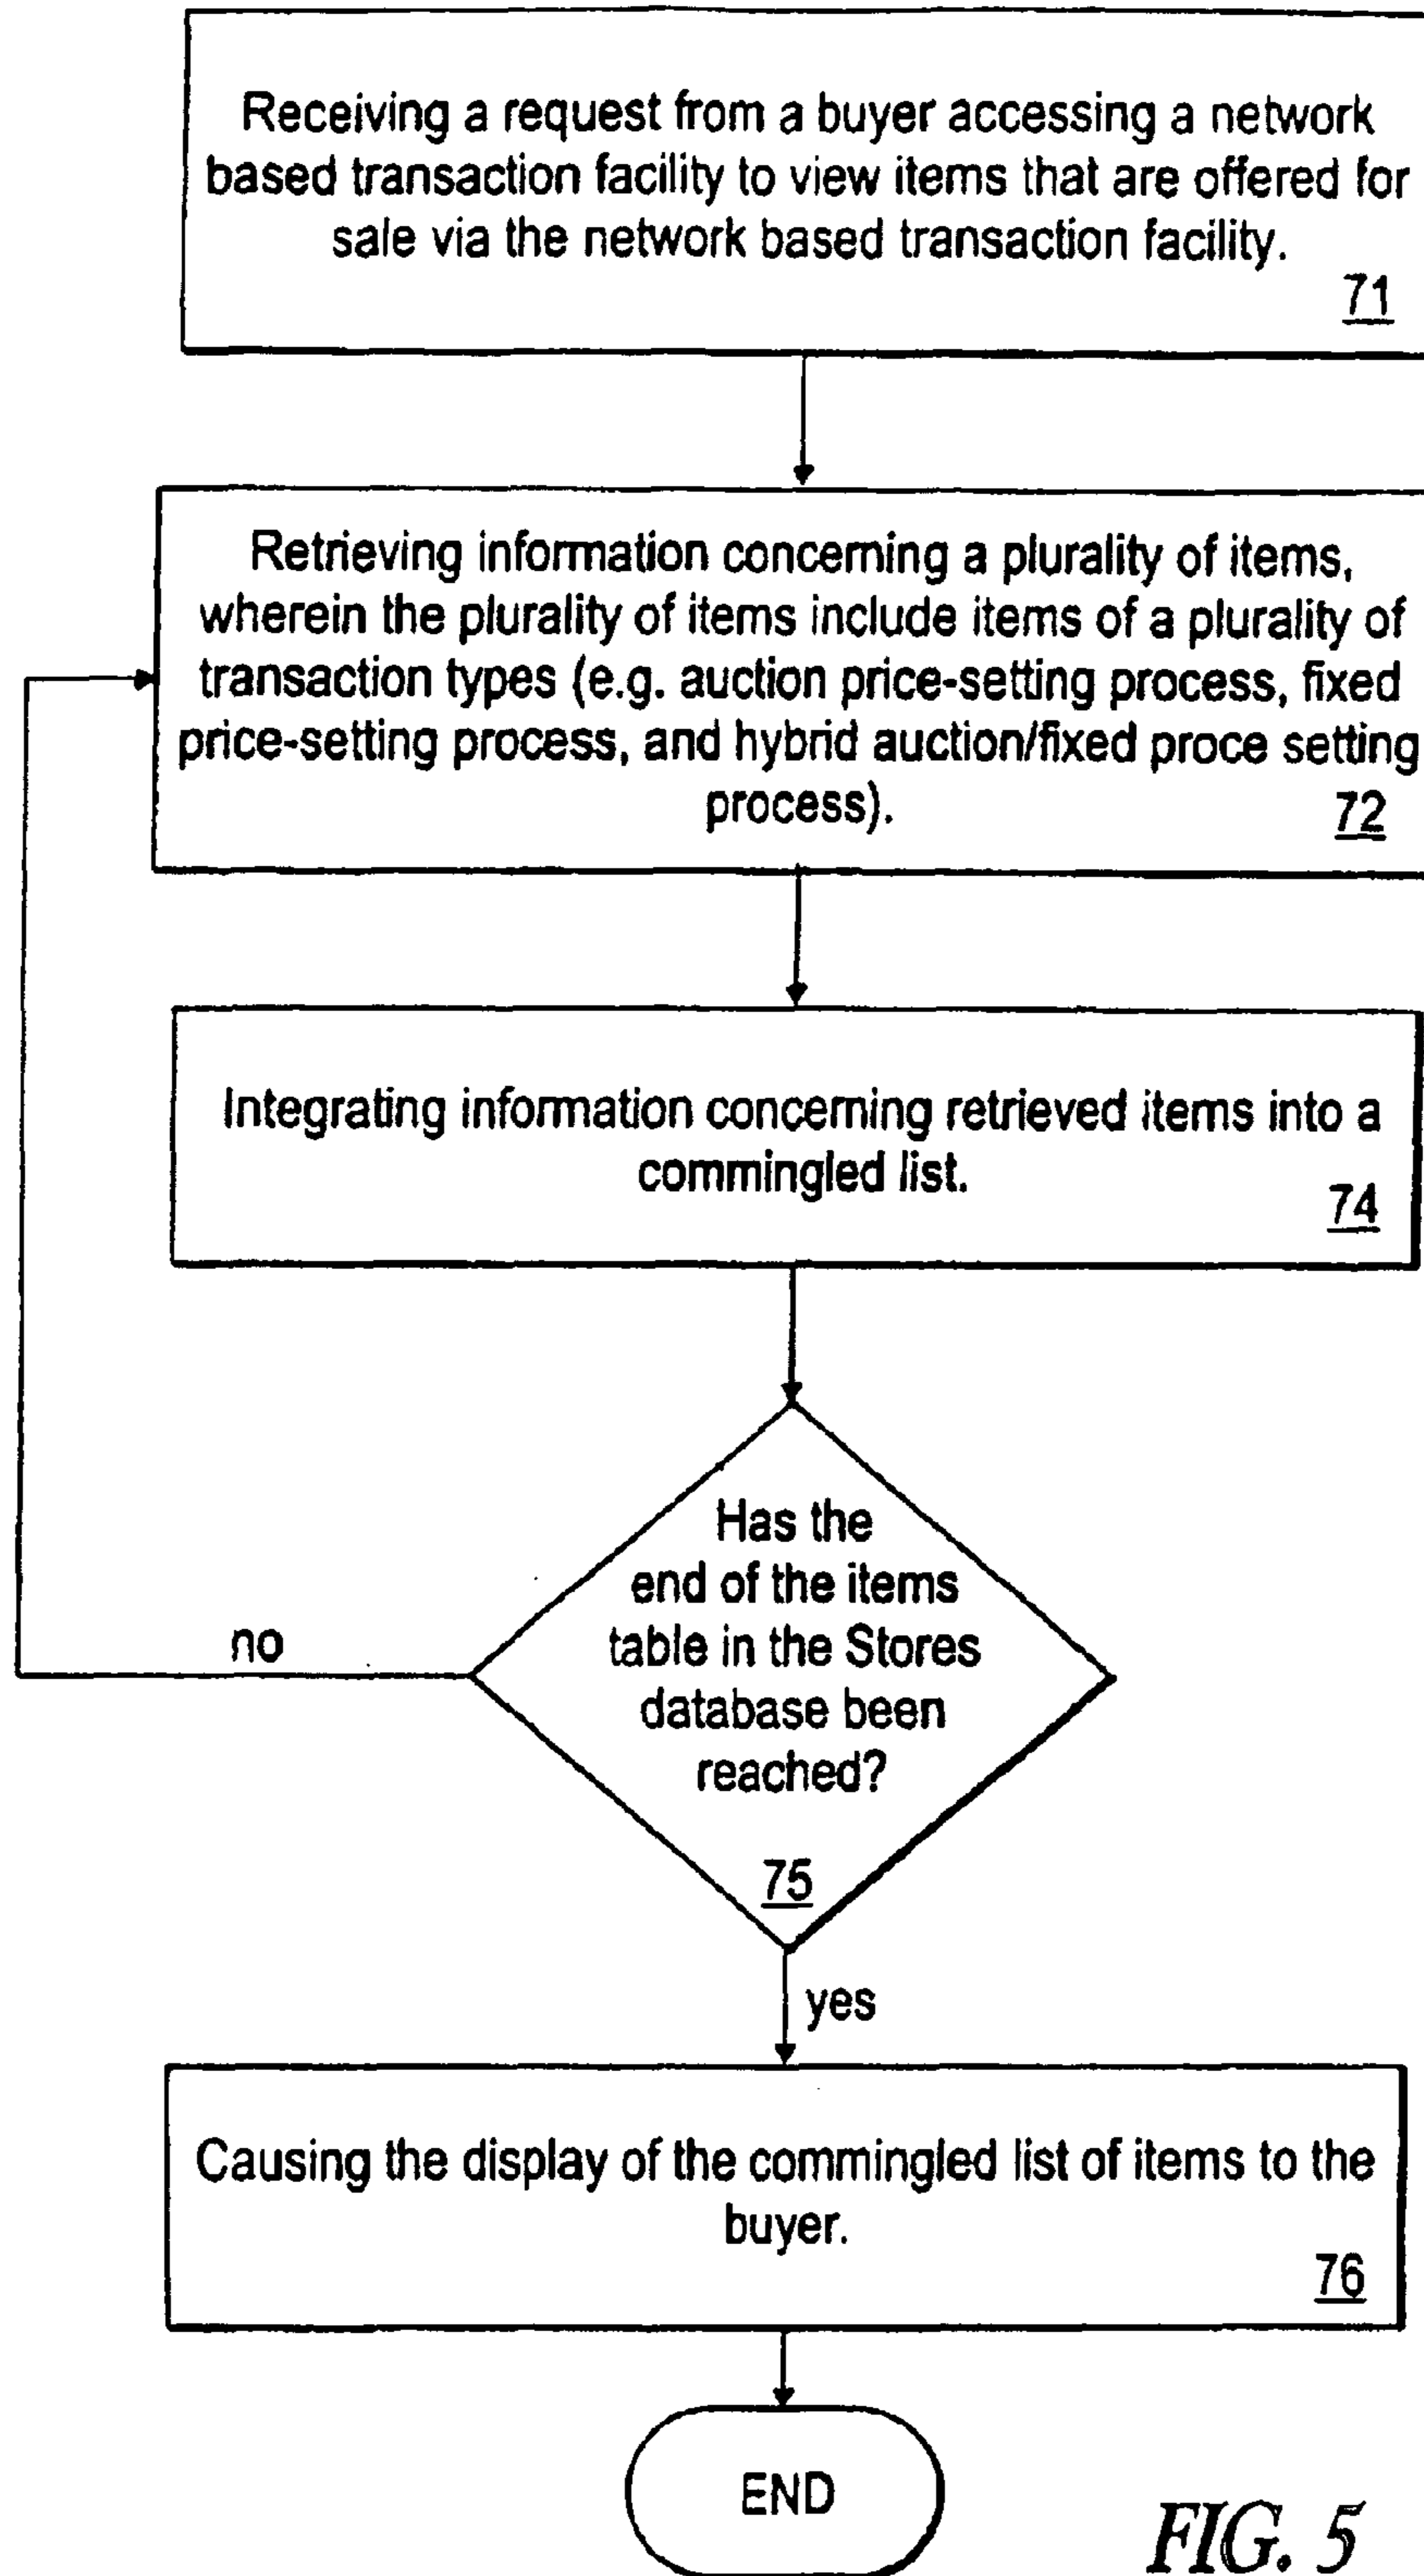 Receiving a request from a buyer accessing a network
based transaction facility to view items that are offered for
sale via the network based transaction facility.
71
Retrieving information concerning a plurality of items,
wherein the plurality of items include items of a plurality of
transaction types (e.g. auction price-setting process, fixed
price-setting process, and hybrid auction/fixed proce setting
process).
72
Integrating information concerning retrieved items into a
commingled list.
74
Has the
end of the items
table in the Stores
database been
reached?
75
no
yes
Causing the display of the commingled list of items to the
buyer.
76
END
FIG. 5